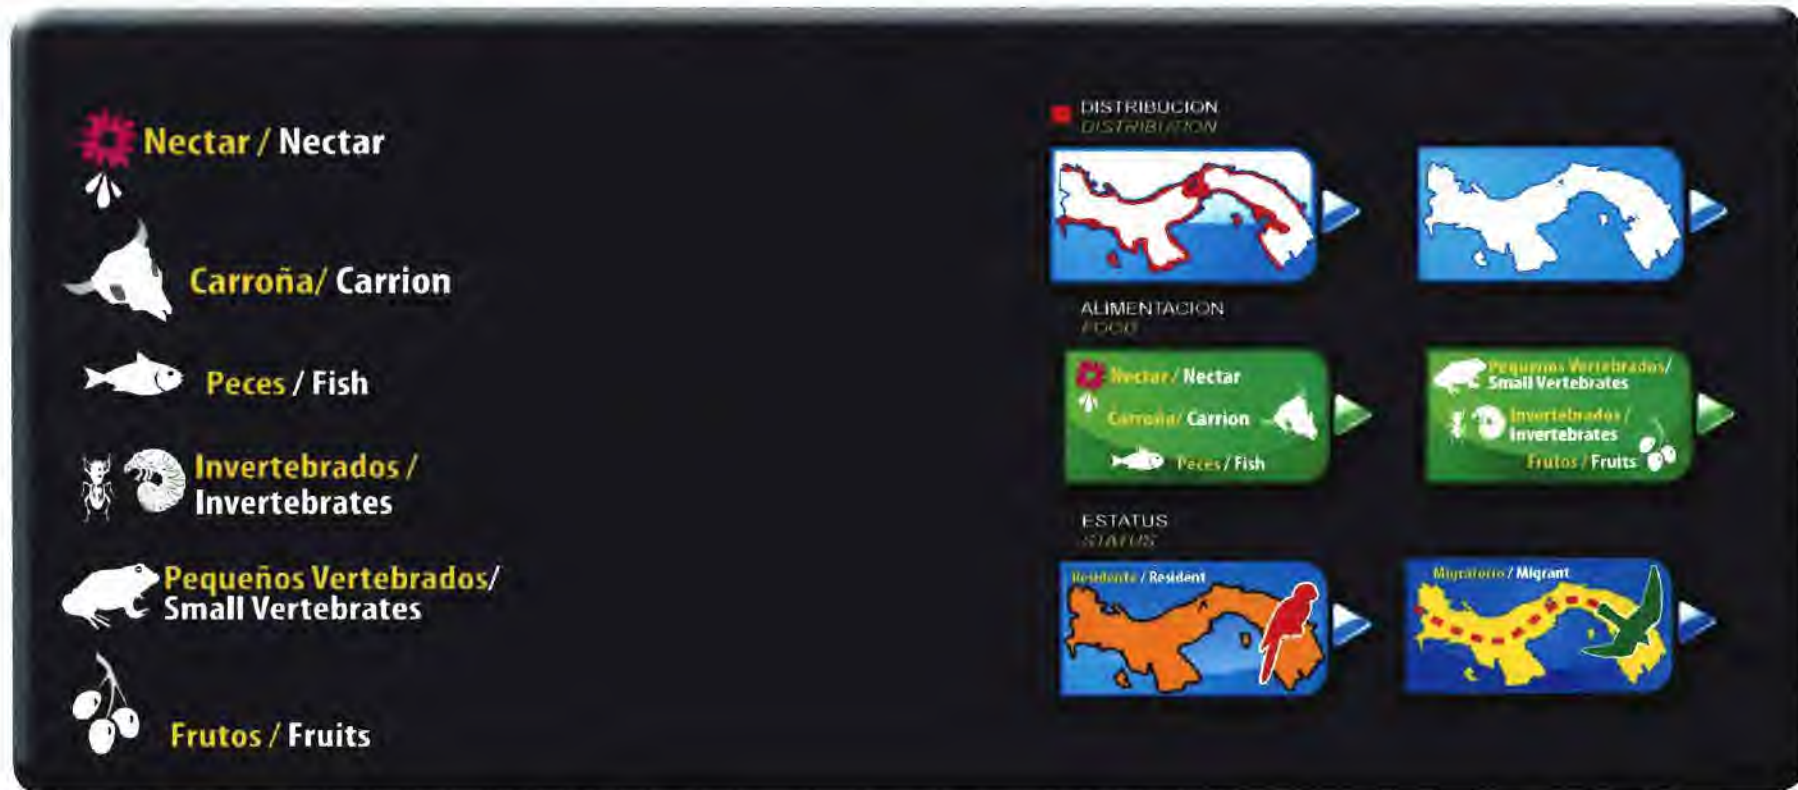 Nectar / Nectar
Carroña/ Carrion
Peces / Fish
Invertebrados /
Invertebrates
Pequeños Vertebrados/
Small Vertebrates
Frutos / Fruits
DISTRIBUCION
DISTRIBUTION
ALIMENTACION
FOOD
Nectar / Nectar
Carroña/ Carrion
Peces / Fish
Pequeños Vertebrados/
Small Vertebrates
Invertebrados /
Invertebrates
Frutos / Fruits
ESTATUS
STATUS
Residente / Resident
Migratorio / Migrant